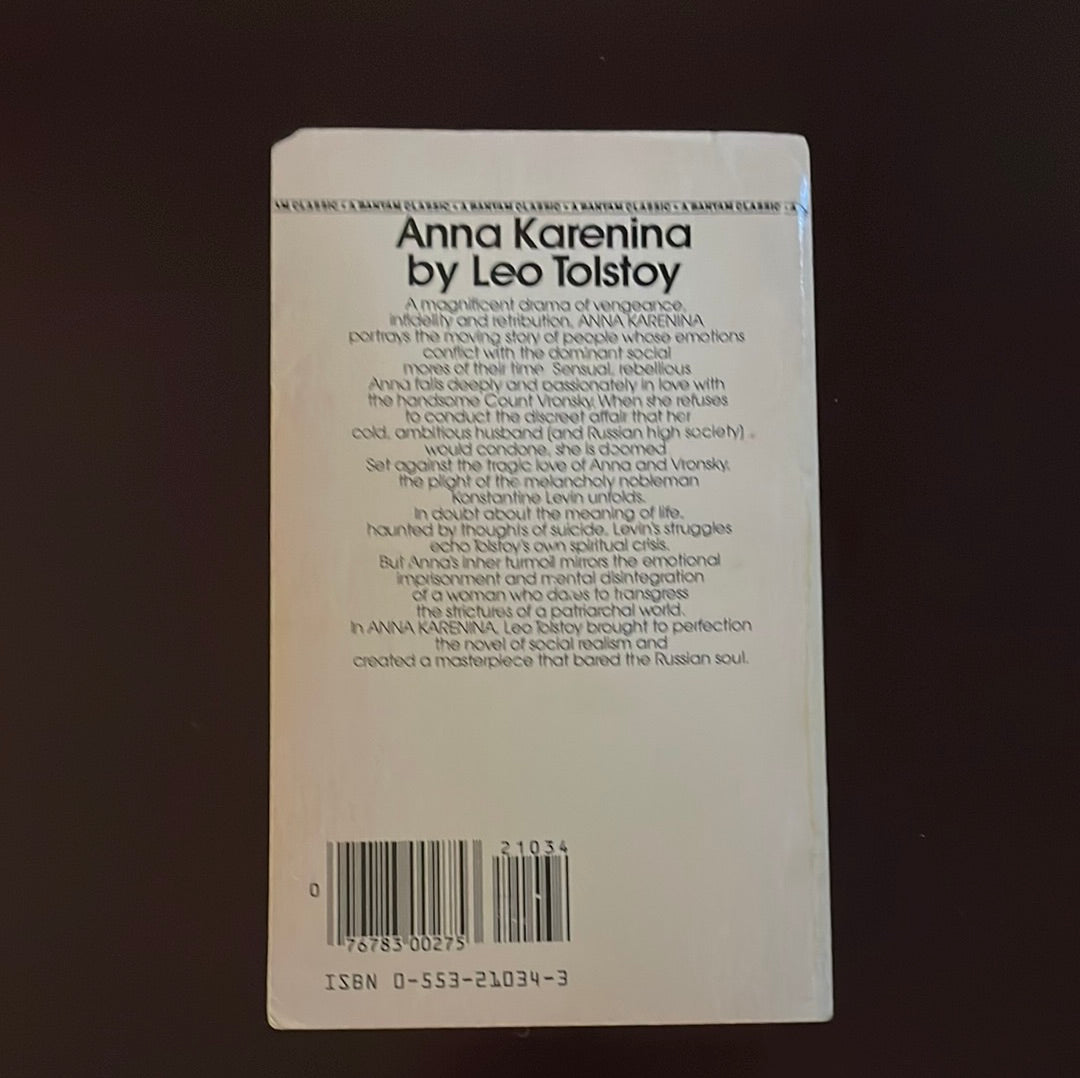 AM CLASSIC • A BANTAM CLASSIC • A BANTAM CLASSIC • A BANTAM CLASSIC • A BANTAM CLASSIC • A
Anna Karenina
by Leo Tolstoy
A magnificent drama of vengeance,
infidelity and retribution, ANNA KARENINA
portrays the moving story of people whose emotions
conflict with the dominant social
mores of their time. Sensual, rebellious
Anna falls deeply and passionately in love with
the handsome Count Vronsky. When she refuses
to conduct the discreet affair that her
cold, ambitious husband (and Russian high society)
would condone, she is doomed.
Set against the tragic love of Anna and Vronsky,
the plight of the melancholy nobleman
Konstantine Levin unfolds.
In doubt about the meaning of life,
haunted by thoughts of suicide, Levin's struggles
echo Tolstoy's own spiritual crisis.
But Anna's inner turmoil mirrors the emotional
imprisonment and mental disintegration
of a woman who dares to transgress
the strictures of a patriarchal world.
In ANNA KARENINA, Leo Tolstoy brought to perfection
the novel of social realism and
created a masterpiece that bared the Russian soul.
21034
0
76783 00275
ISBN 0-553-21034-3